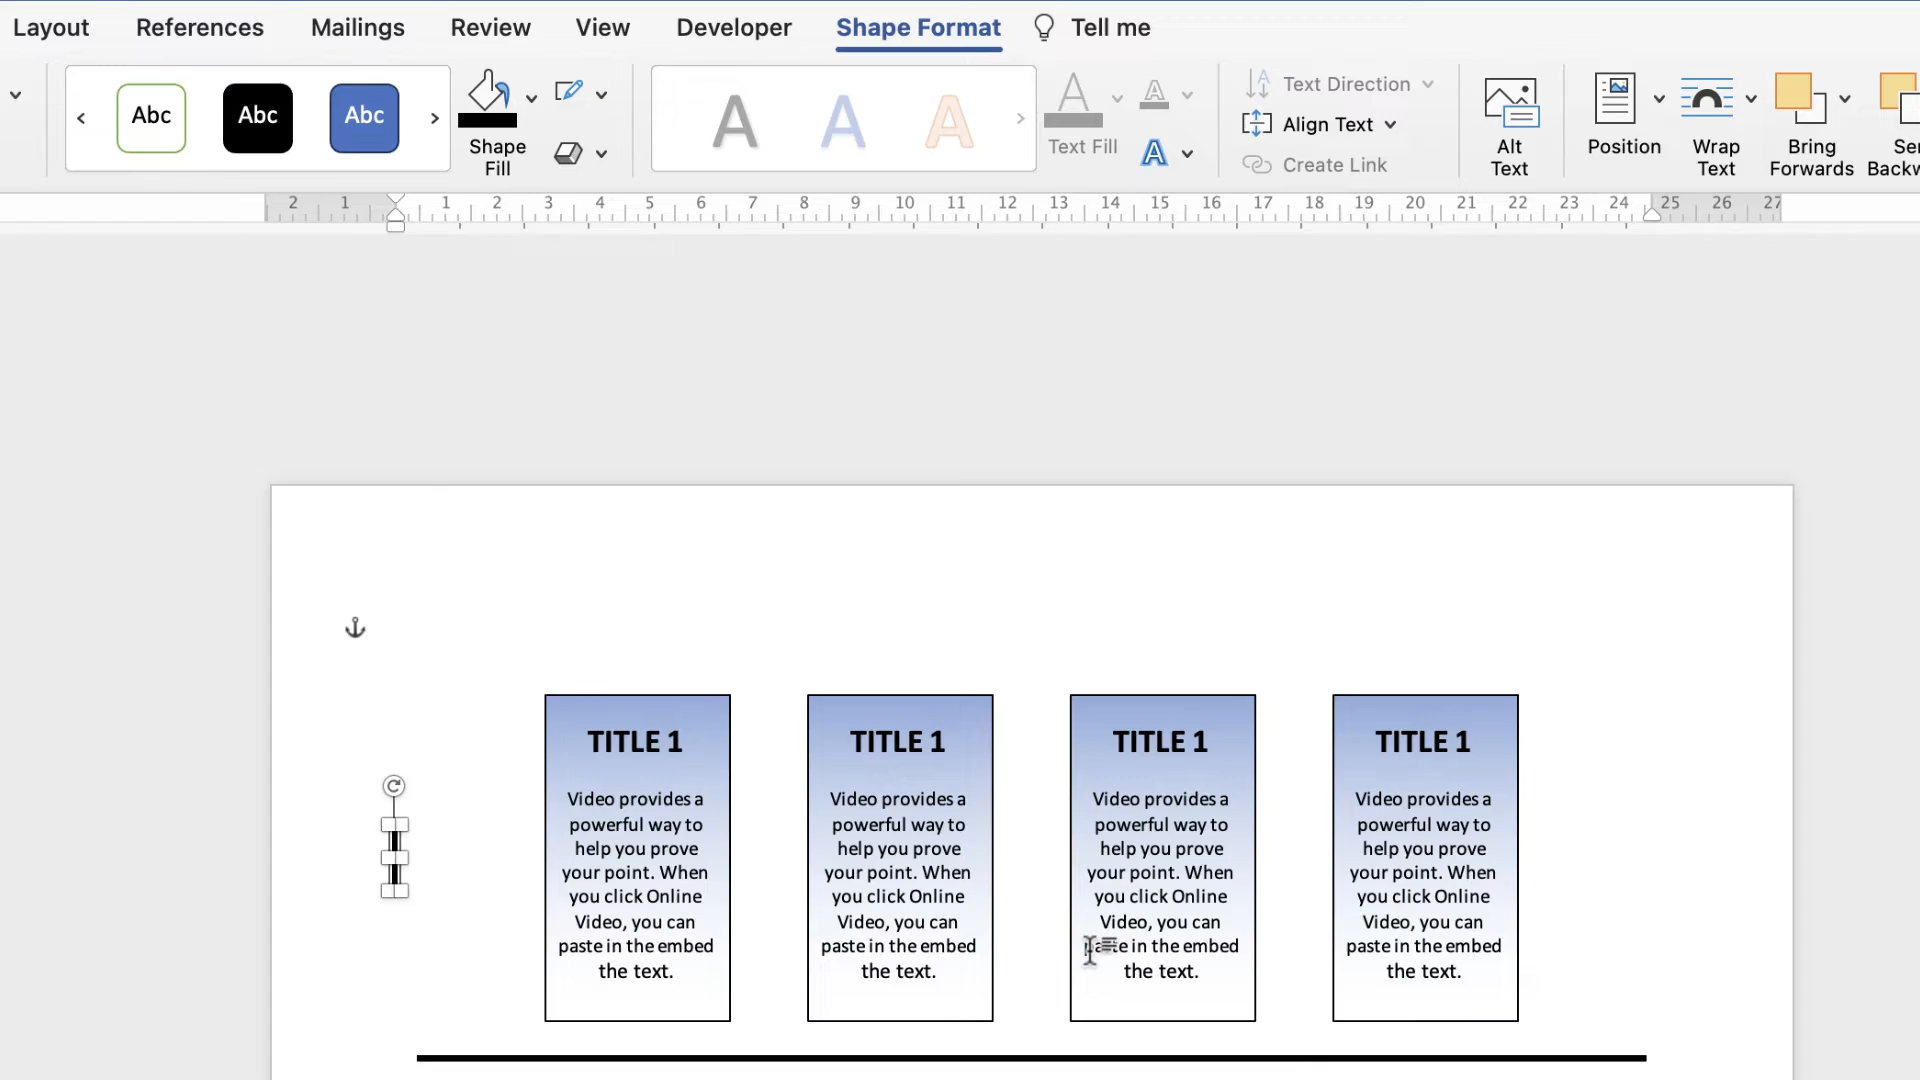 Layout References Mailings Review View Developer Shape Format Tell me
Abc Abc Abc
Shape
Fill
A A A
A
Text Fill
A
A
Text Direction
Align Text
Create Link
Alt
Text
Position
Wrap
Text
Bring
Forwards
2 1 1 2 3 4 5 6 7 8 9 10 11 12 13 14 15 16 17 18 19 20 21 22 23 24 25 26 27
TITLE 1
Video provides a
powerful way to
help you prove
your point. When
you click Online
Video, you can
paste in the embed
the text.
TITLE 1
Video provides a
powerful way to
help you prove
your point. When
you click Online
Video, you can
paste in the embed
the text.
TITLE 1
Video provides a
powerful way to
help you prove
your point. When
you click Online
Video, you can
paste in the embed
the text.
TITLE 1
Video provides a
powerful way to
help you prove
your point. When
you click Online
Video, you can
paste in the embed
the text.